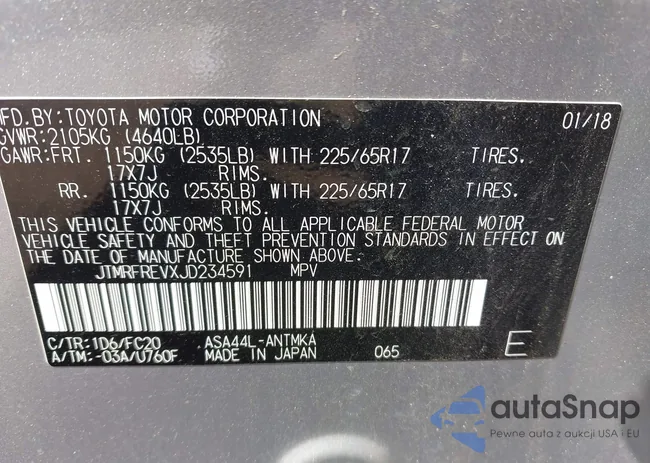 MFD.BY:TOYOTA MOTOR CORPORATION 01/18
GVWR:2105KG (4640LB)
GAWR:FRT. 1150KG (2535LB) WITH 225/65R17 TIRES.
17X7J RIMS.
RR. 1150KG (2535LB) WITH 225/65R17 TIRES.
17X7J RIMS.
THIS VEHICLE CONFORMS TO ALL APPLICABLE FEDERAL MOTOR
VEHICLE SAFETY AND THEFT PREVENTION STANDARDS IN EFFECT ON
THE DATE OF MANUFACTURE SHOWN ABOVE.
JTMRFREVXJD234591 MPV
C/TR:1D6/FC20 ASA44L-ANTMKA
A/TM:-03A/U760F MADE IN JAPAN 065 E
autaSnap
Pewne auta z aukcji USA · EU